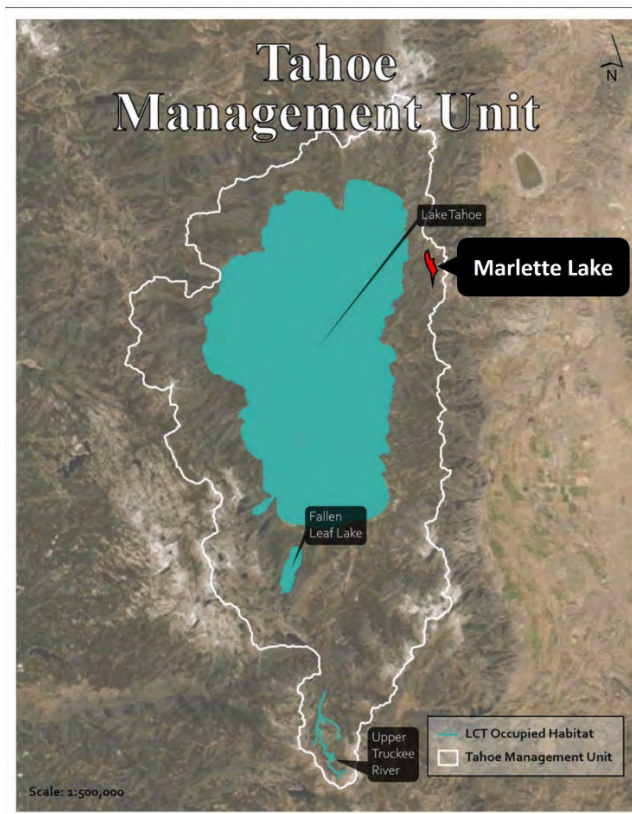 Tahoe
Management Unit
N
Lake Tahoe
Marlette Lake
Fallen
Leaf Lake
Upper
Truckee
River
LCT Occupied Habitat
Tahoe Management Unit
Scale: 1:500,000